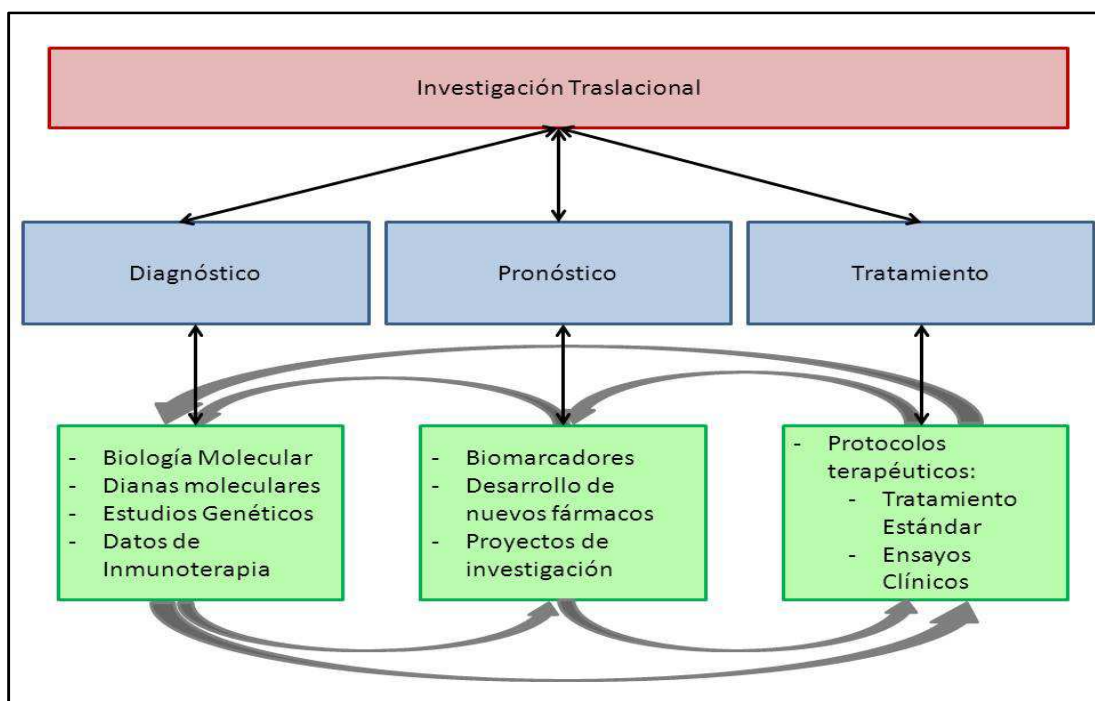 Investigación Traslacional
Diagnóstico
Pronóstico
Tratamiento
- Biología Molecular
- Dianas moleculares
- Estudios Genéticos
- Datos de
Inmunoterapia
- Biomarcadores
- Desarrollo de
nuevos fármacos
- Proyectos de
investigación
- Protocolos
terapéuticos:
- Tratamiento
Estándar
- Ensayos
Clínicos